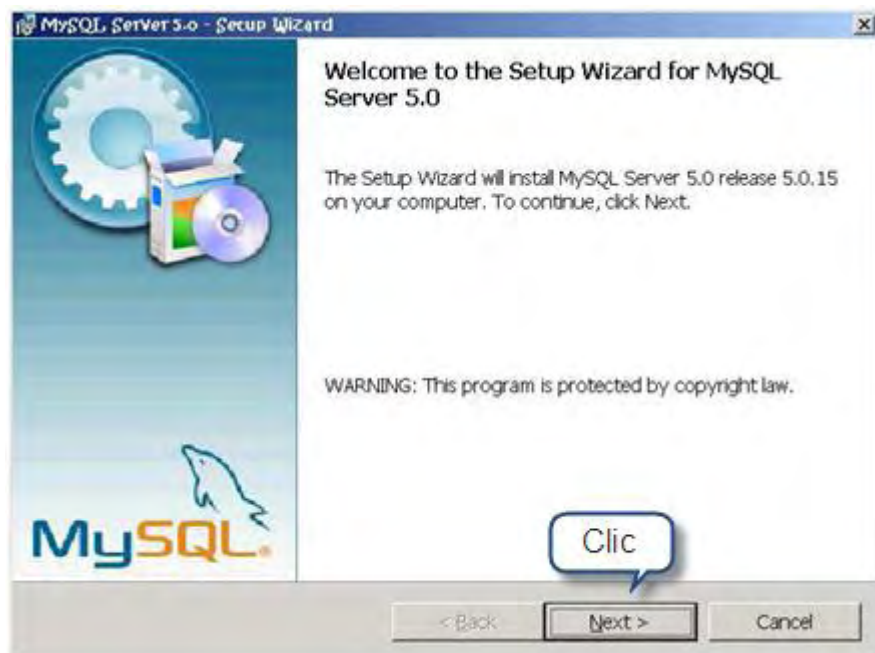 MySQL Server 5.0 - Setup Wizard
Welcome to the Setup Wizard for MySQL
Server 5.0
The Setup Wizard will install MySQL Server 5.0 release 5.0.15
on your computer. To continue, click Next.
WARNING: This program is protected by copyright law.
MySQL
Clic
< Back
Next >
Cancel